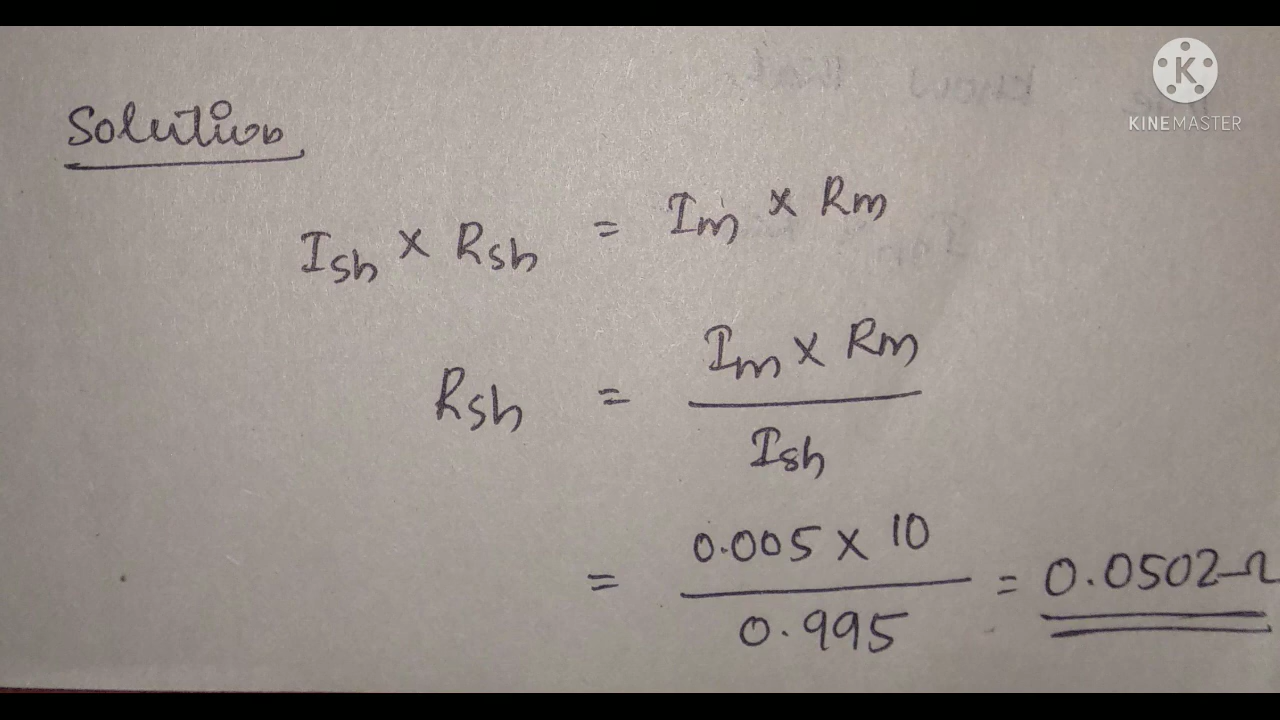 KINEMASTER
Solution
Ish × Rsh = Im × Rm
Rsh = Im × Rm
Ish
= 0.005 × 10 = 0.0502Ω
0.995